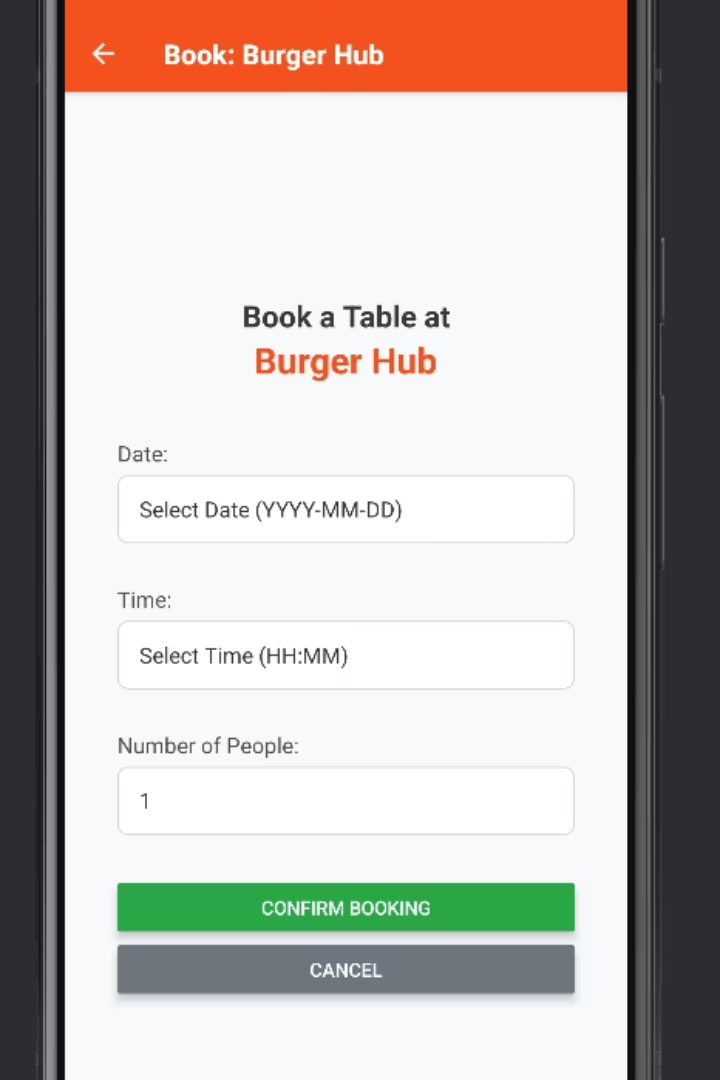 Book: Burger Hub
Book a Table at
Burger Hub
Date:
Select Date (YYYY-MM-DD)
Time:
Select Time (HH:MM)
Number of People:
1
CONFIRM BOOKING
CANCEL